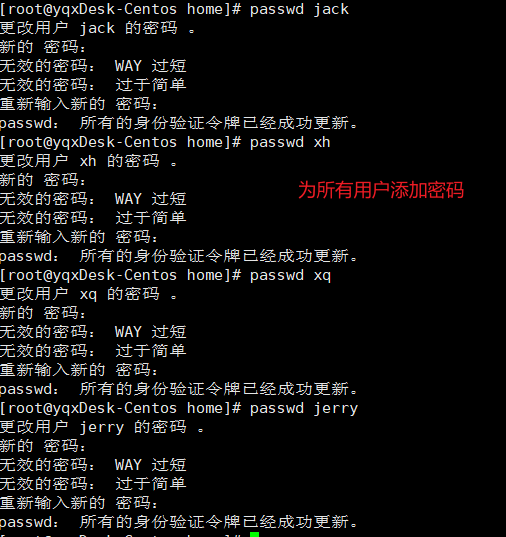 [root@yqxDesk-Centos home]# passwd jack
更改用户 jack 的密码 。
新的 密码：
无效的密码： WAY 过短
无效的密码： 过于简单
重新输入新的 密码：
passwd： 所有的身份验证令牌已经成功更新。
[root@yqxDesk-Centos home]# passwd xh
更改用户 xh 的密码 。
新的 密码：
为所有用户添加密码
无效的密码： WAY 过短
无效的密码： 过于简单
重新输入新的 密码：
passwd： 所有的身份验证令牌已经成功更新。
[root@yqxDesk-Centos home]# passwd xq
更改用户 xq 的密码 。
新的 密码：
无效的密码： WAY 过短
无效的密码： 过于简单
重新输入新的 密码：
passwd： 所有的身份验证令牌已经成功更新。
[root@yqxDesk-Centos home]# passwd jerry
更改用户 jerry 的密码 。
新的 密码：
无效的密码： WAY 过短
无效的密码： 过于简单
重新输入新的 密码：
passwd： 所有的身份验证令牌已经成功更新。
[root@yqxDesk-Centos home]#